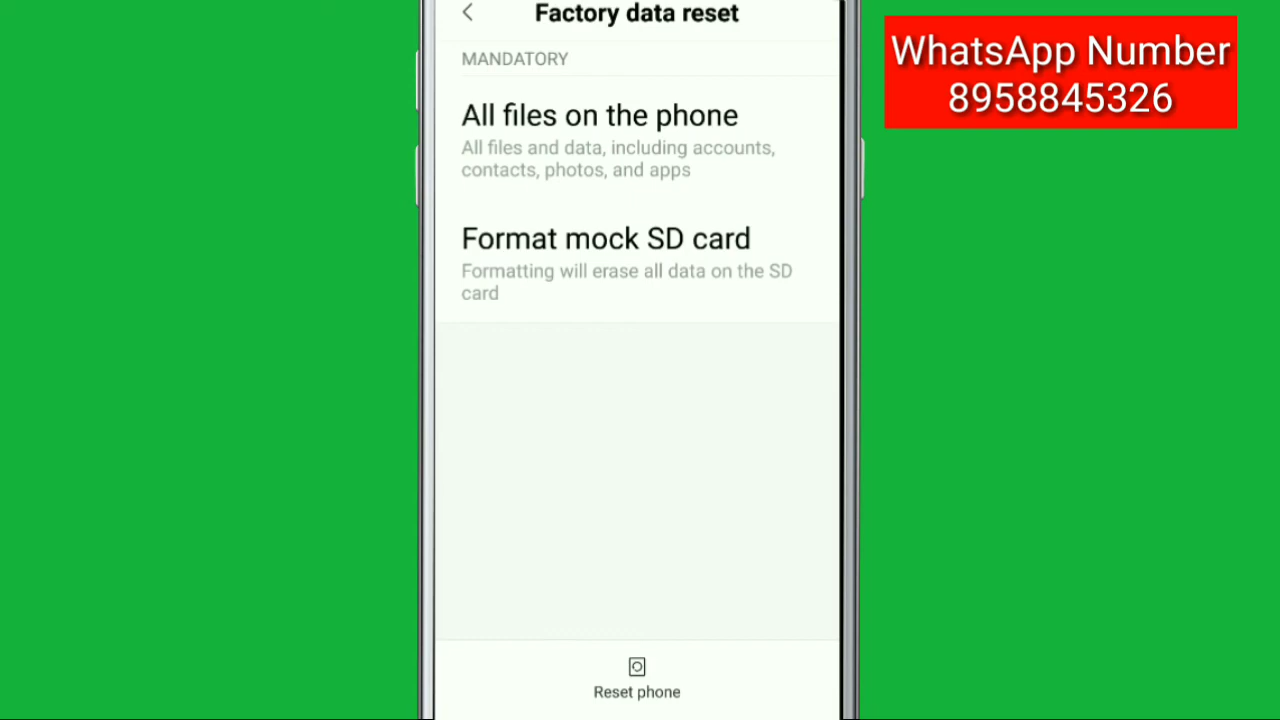 Factory data reset
MANDATORY
All files on the phone
All files and data, including accounts,
contacts, photos, and apps
Format mock SD card
Formatting will erase all data on the SD
card
Reset phone
WhatsApp Number
8958845326